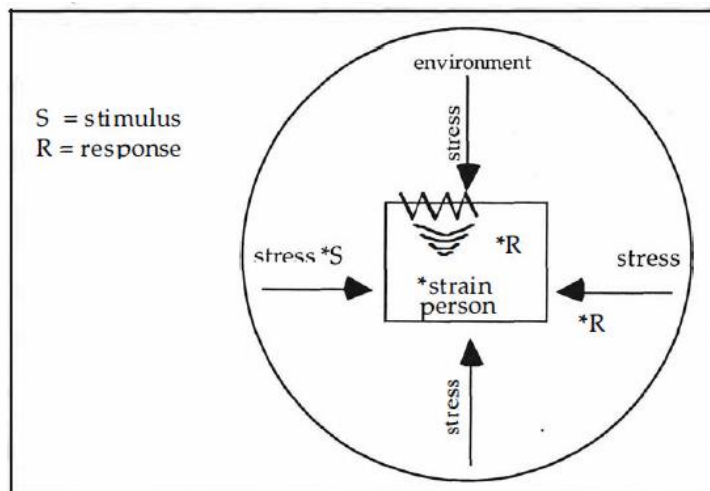 environment
S = stimulus
R = response
stress
stress *S
*R
stress
*strain
person
*R
stress